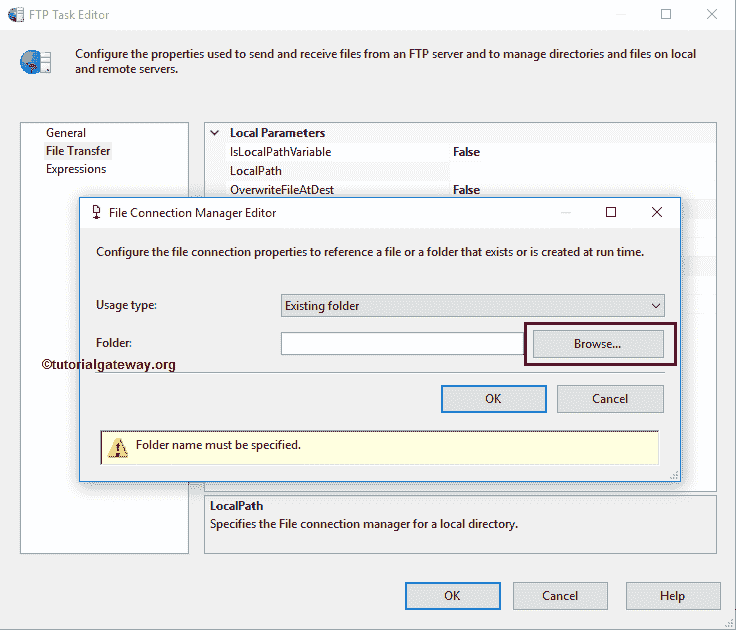 FTP Task Editor
Configure the properties used to send and receive files from an FTP server and to manage directories and files on local
and remote servers.
General
File Transfer
Expressions
Local Parameters
IsLocalPathVariable False
LocalPath
OverwriteFileAtDest False
File Connection Manager Editor
Configure the file connection properties to reference a file or a folder that exists or is created at run time.
Usage type: Existing folder
Folder: Browse...
©tutorialgateway.org
OK Cancel
Folder name must be specified.
LocalPath
Specifies the File connection manager for a local directory.
OK Cancel Help